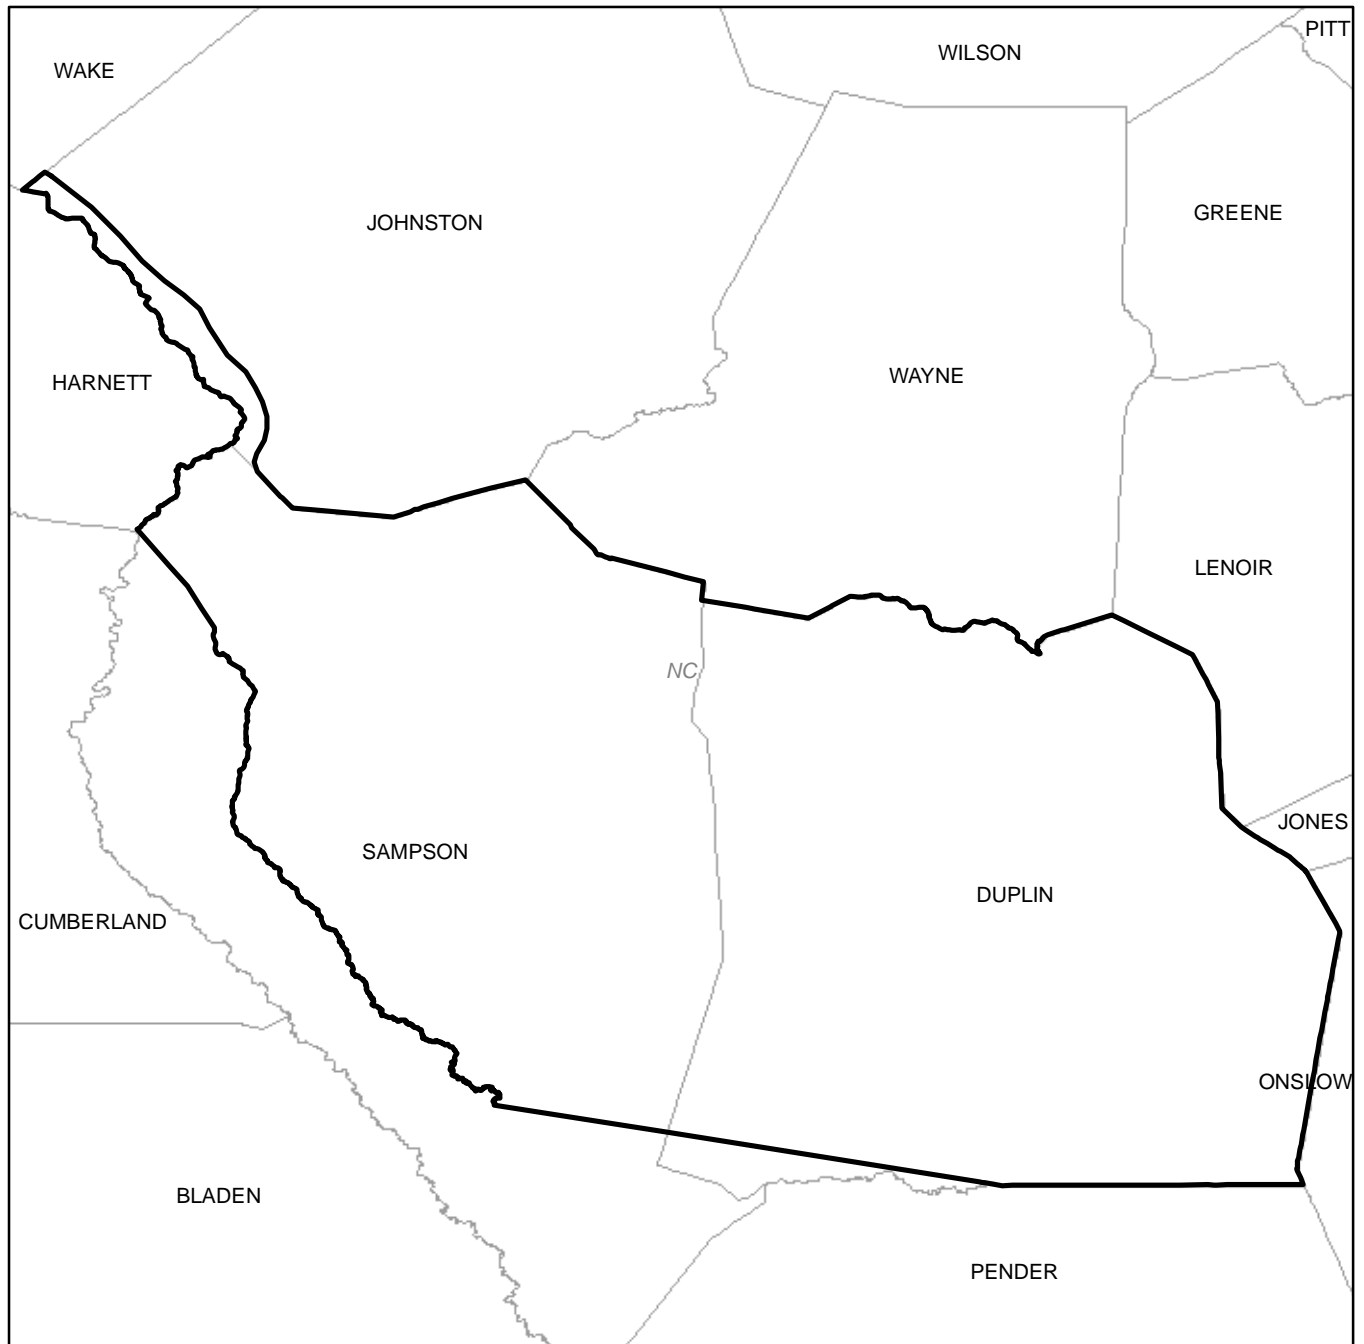 PITT
WILSON
WAKE
GREENE
JOHNSTON
WAYNE
HARNETT
LENOIR
NC
JONES
SAMPSON
DUPLIN
CUMBERLAND
ONSLOW
BLADEN
PENDER